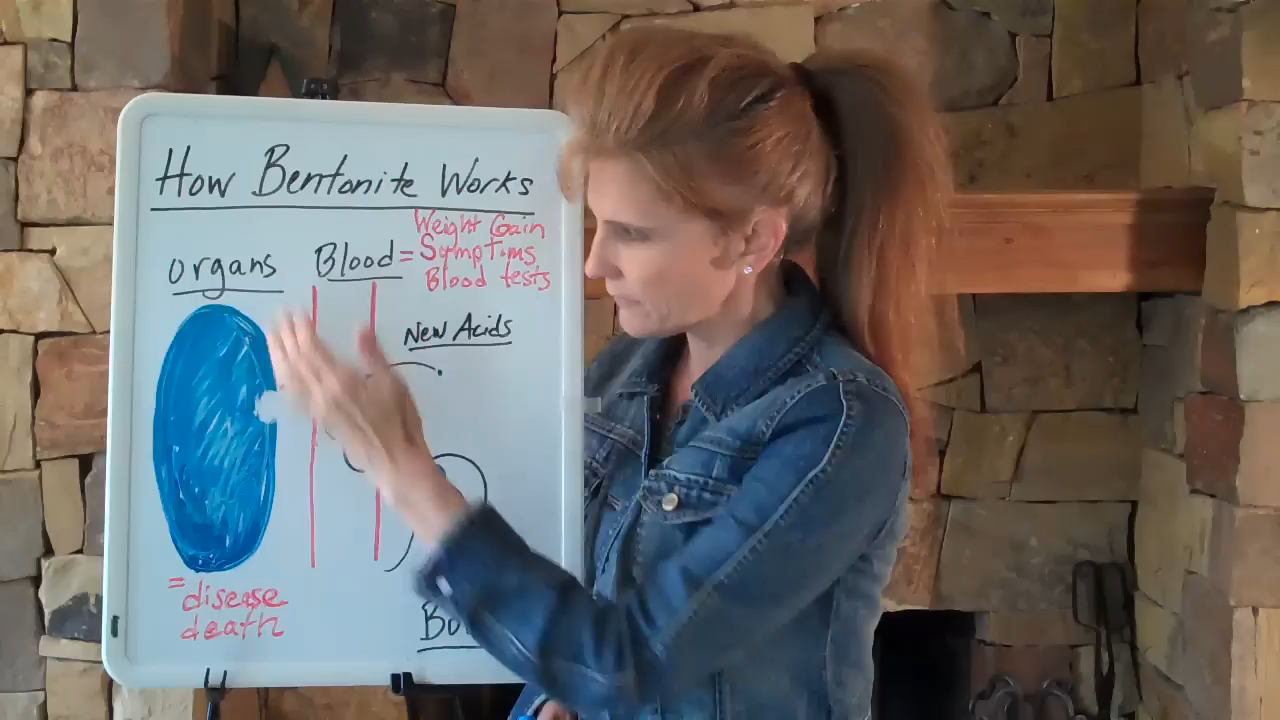 How Bentonite Works
organs
Blood = Weight Gain
Symptoms
Blood tests
New Acids
= disease
death